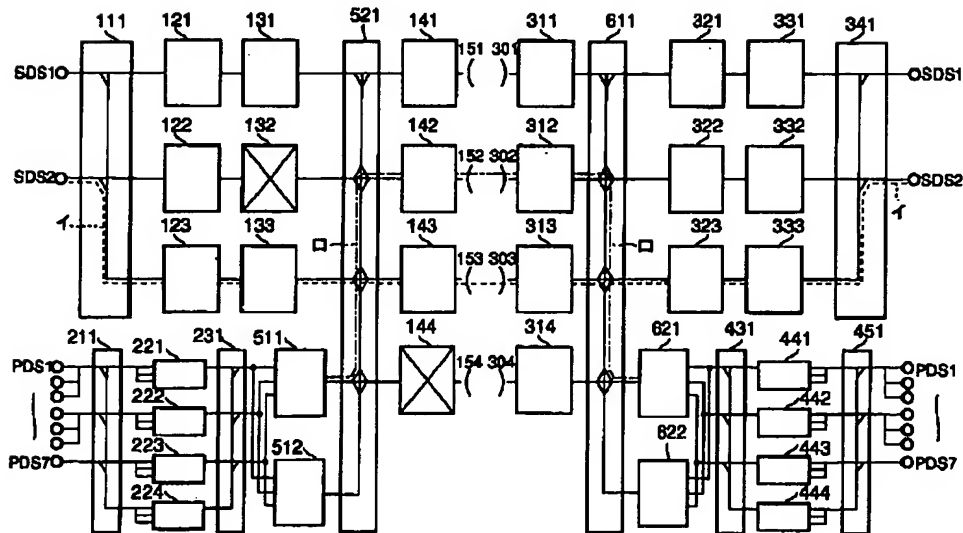 111 121 131 521 141 151 301 311 611 321 331 341
SDS1 SDS1
122 132 142 152 302 312 322 332
SDS2 SDS2
イ 123 133 ロ 143 153 303 313 ロ 323 333 イ
211 221 231 511 144 154 304 314 621 431 441 451
PDS1 PDS1
222 442
223 512 622 443
PDS7 PDS7
224 444